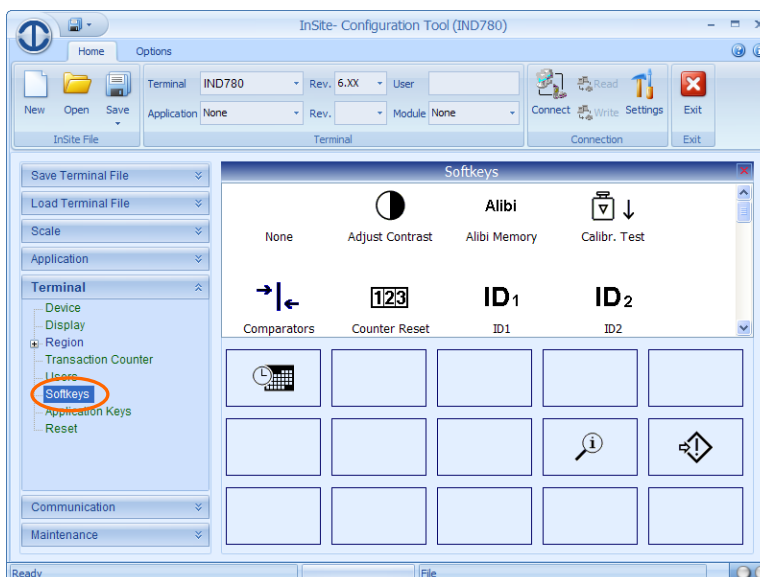 InSite- Configuration Tool (IND780)
Home Options
Terminal IND780 Rev. 6.XX User
New Open Save Application None Rev. Module None Connect Read Write Settings Exit
InSite File Terminal Connection Exit
Save Terminal File
Load Terminal File
Scale
Application
Terminal
Device
Display
Region
Transaction Counter
Users
Softkeys
Application Keys
Reset
Communication
Maintenance
Softkeys
Alibi
None Adjust Contrast Alibi Memory Calibr. Test
123 ID1 ID2
Comparators Counter Reset ID1 ID2
Ready File